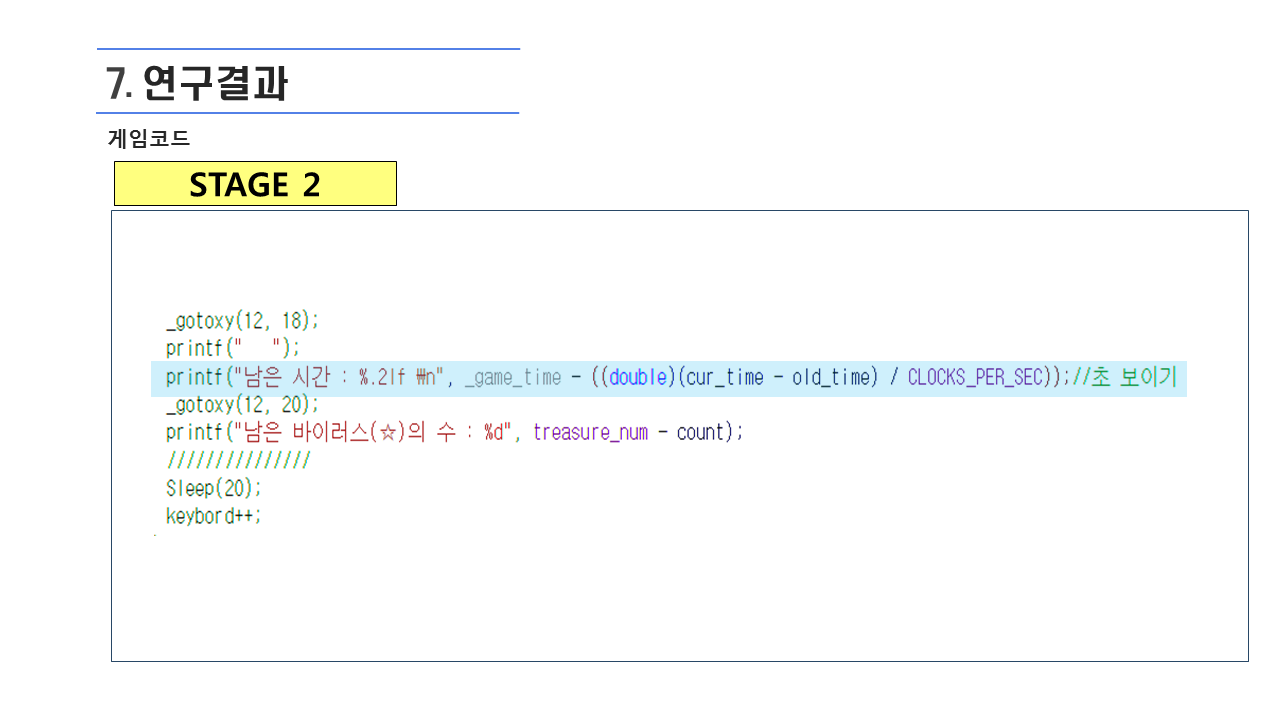 7. 연구결과
게임코드
STAGE 2
_gotoxy(12, 18);
printf("   ");
printf("남은 시간 : %.2lf ₩n", _game_time - ((double)(cur_time - old_time) / CLOCKS_PER_SEC));//초 보이기
_gotoxy(12, 20);
printf("남은 바이러스(☆)의 수 : %d", treasure_num - count);
///////////////
Sleep(20);
keybord++;